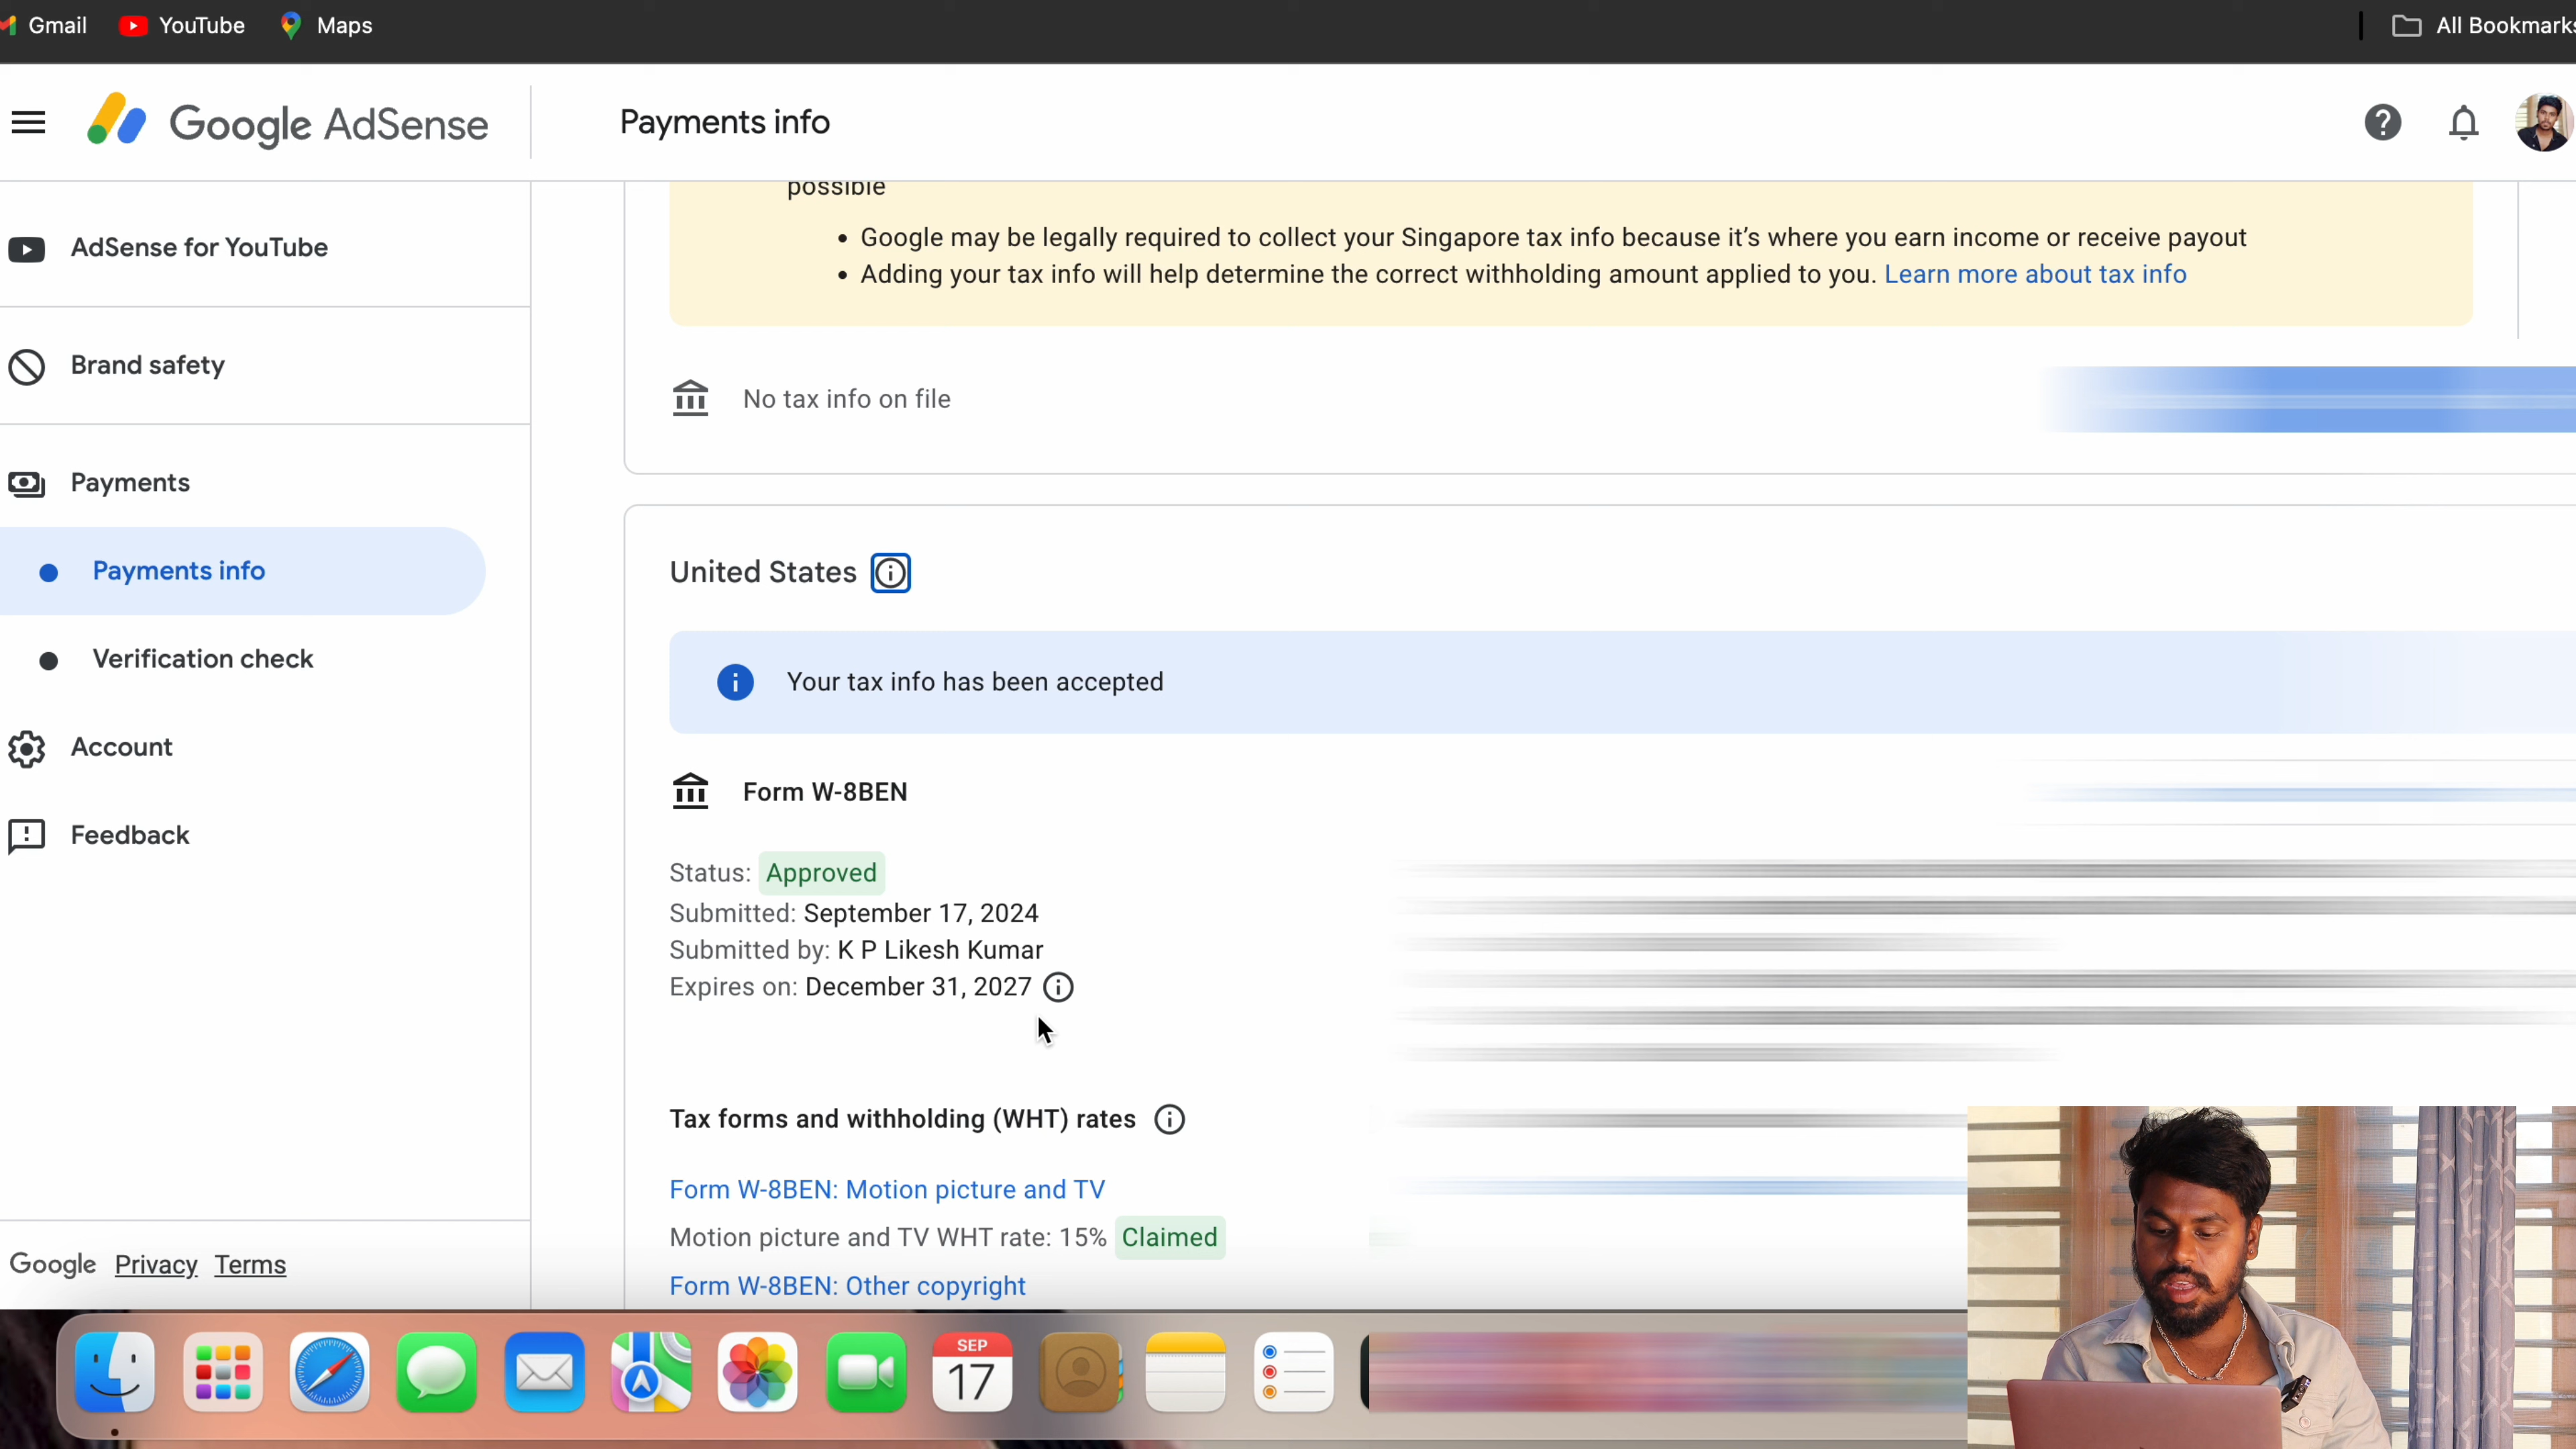 Gmail YouTube Maps All Bookmarks
Google AdSense
Payments info
AdSense for YouTube
Brand safety
Payments
Payments info
Verification check
Account
Feedback
Google Privacy Terms
possible
• Google may be legally required to collect your Singapore tax info because it’s where you earn income or receive payout
• Adding your tax info will help determine the correct withholding amount applied to you. Learn more about tax info
No tax info on file
United States
Your tax info has been accepted
Form W-8BEN
Status: Approved
Submitted: September 17, 2024
Submitted by: K P Likesh Kumar
Expires on: December 31, 2027
Tax forms and withholding (WHT) rates
Form W-8BEN: Motion picture and TV
Motion picture and TV WHT rate: 15% Claimed
Form W-8BEN: Other copyright
SEP
17